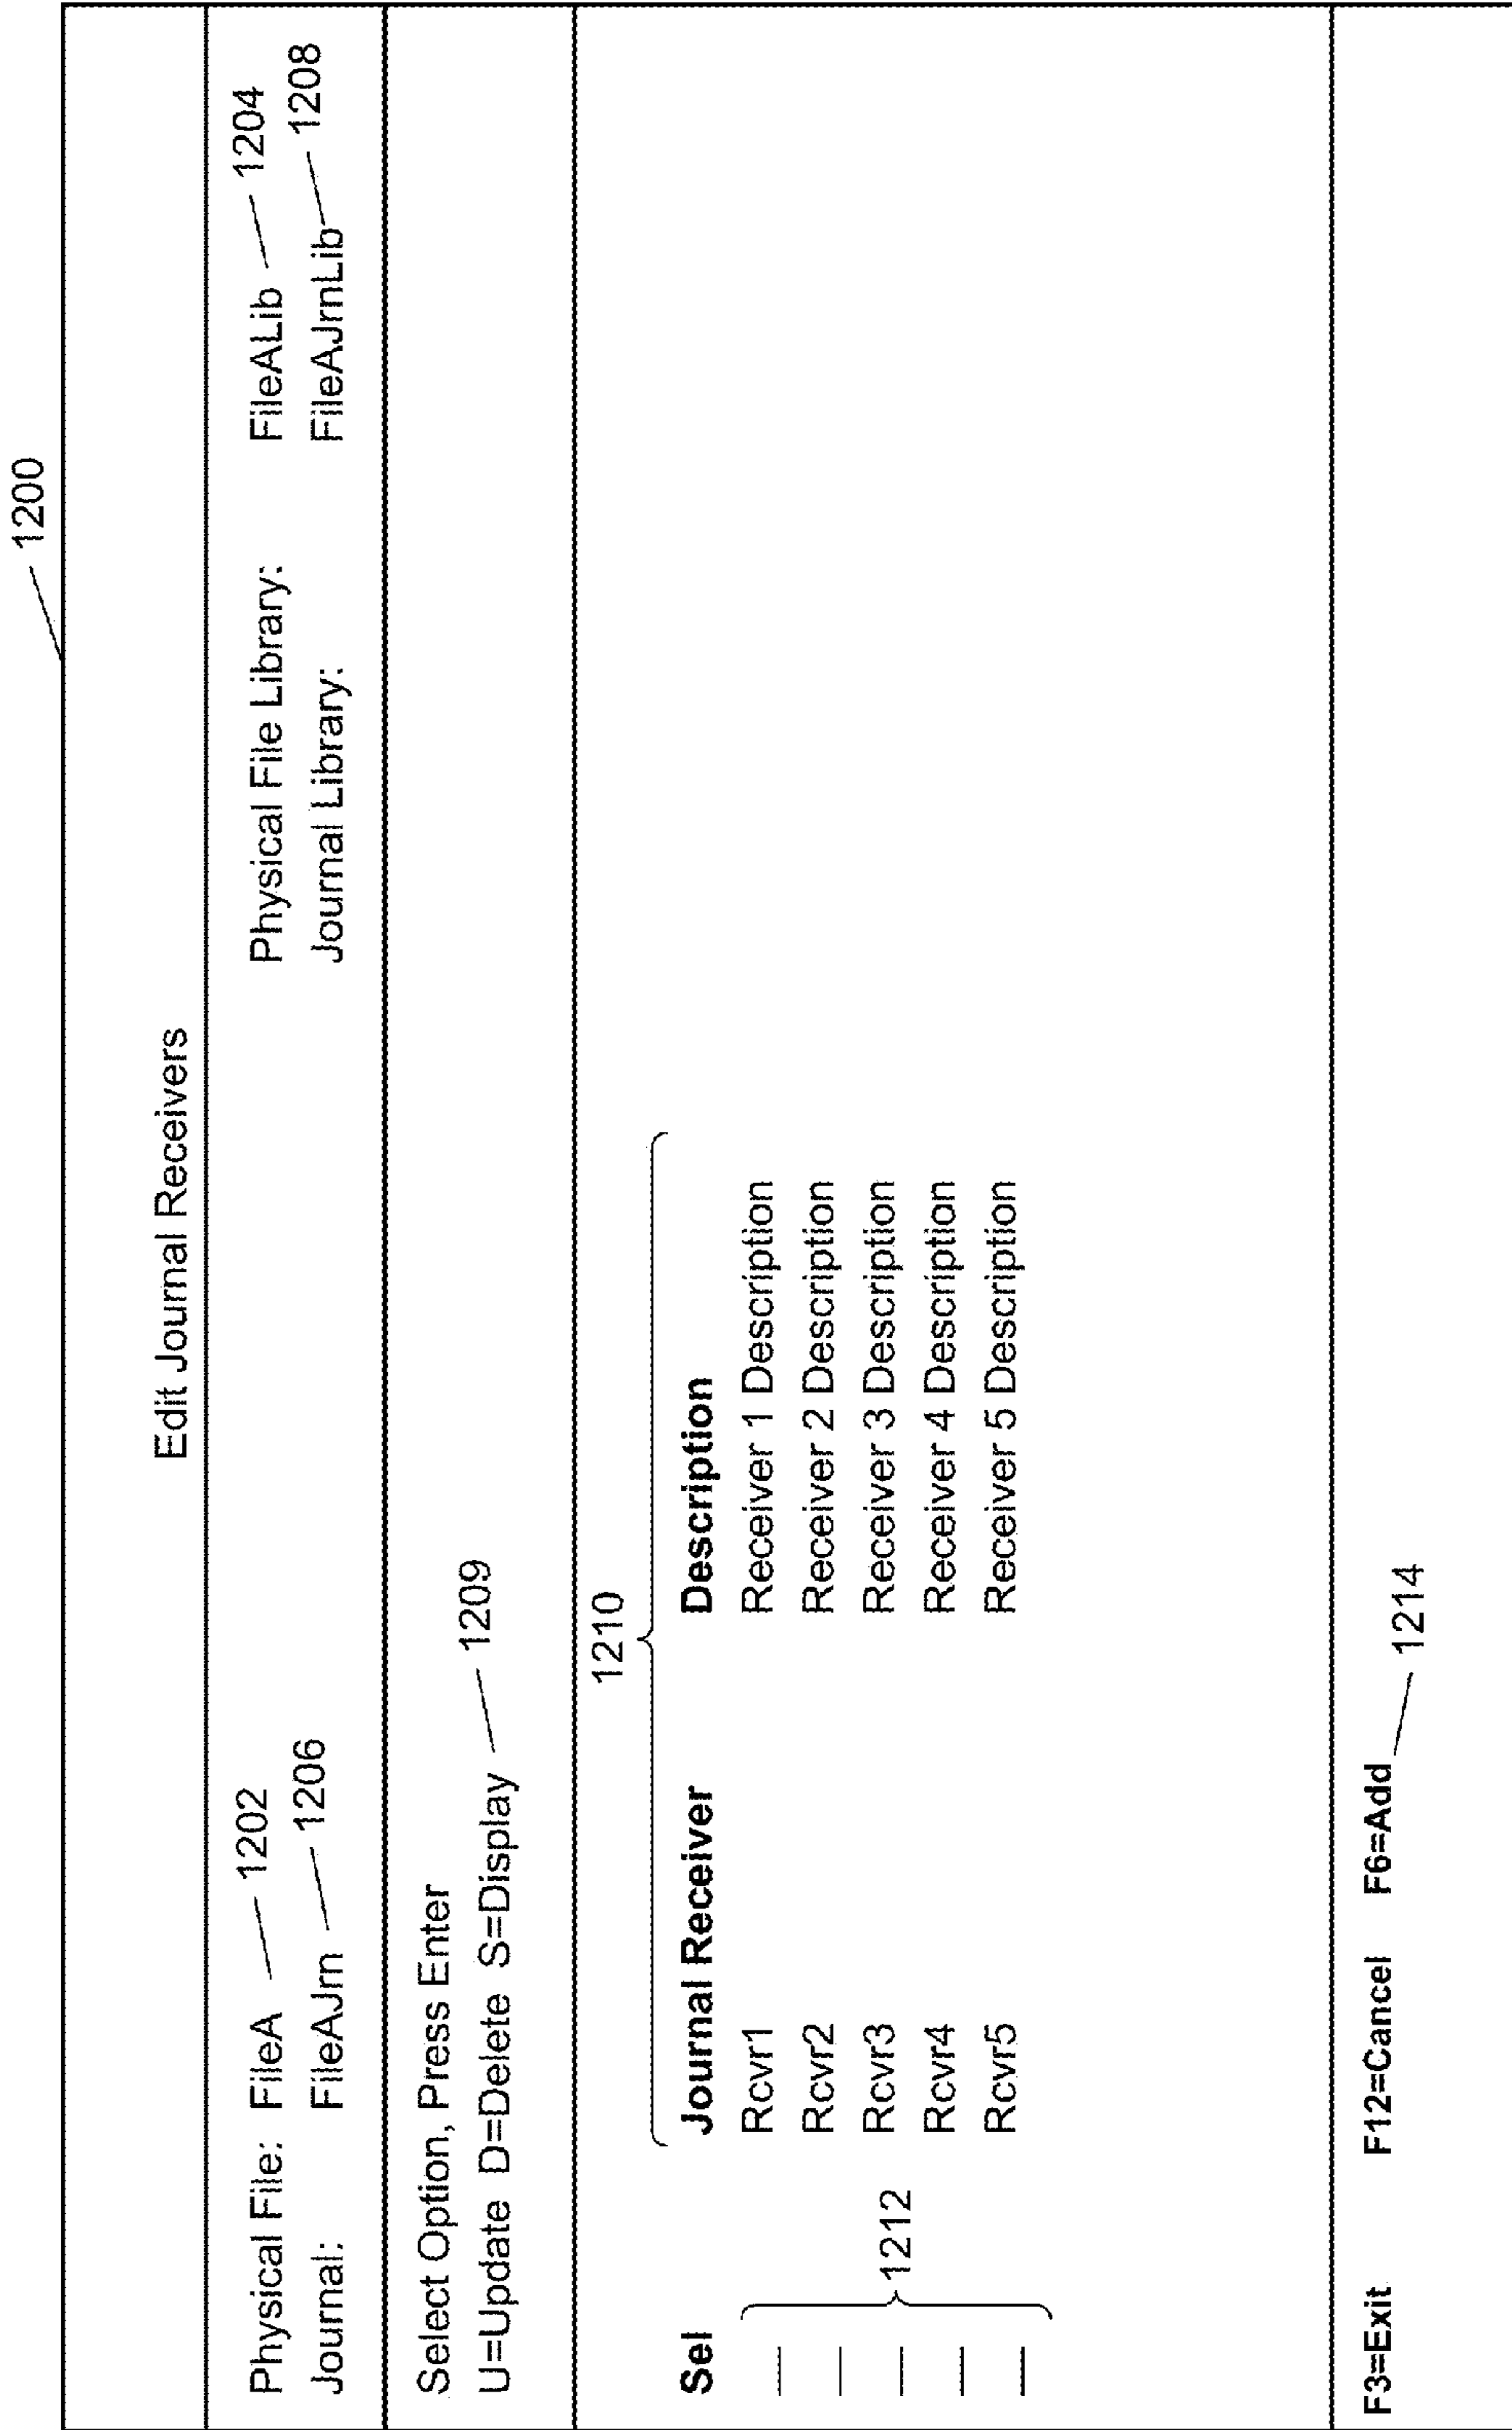 1200
Edit Journal Receivers
Physical File: FileA 1202 Physical File Library: FileALib 1204
Journal: FileAJrn 1206 Journal Library: FileAJrnLib 1208
Select Option, Press Enter
U=Update D=Delete S=Display 1209
1210
Sel Journal Receiver Description
Rcvr1 Receiver 1 Description
Rcvr2 Receiver 2 Description
1212 Rcvr3 Receiver 3 Description
Rcvr4 Receiver 4 Description
Rcvr5 Receiver 5 Description
F3=Exit F12=Cancel F6=Add 1214